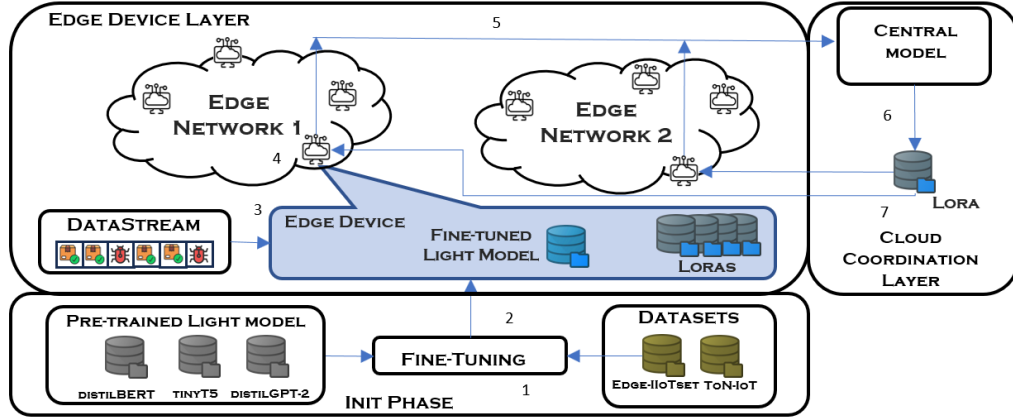 Edge Device Layer
5
Central
model
Edge
Network 1
Edge
Network 2
6
4
Lora
7
3
DataStream
Edge Device
Fine-tuned
Light Model
Loras
Cloud
Coordination
Layer
2
Pre-trained Light model
Datasets
Fine-Tuning
distilBERT
tinyT5
distilGPT-2
Edge-IIoTset
ToN-IoT
1
Init Phase